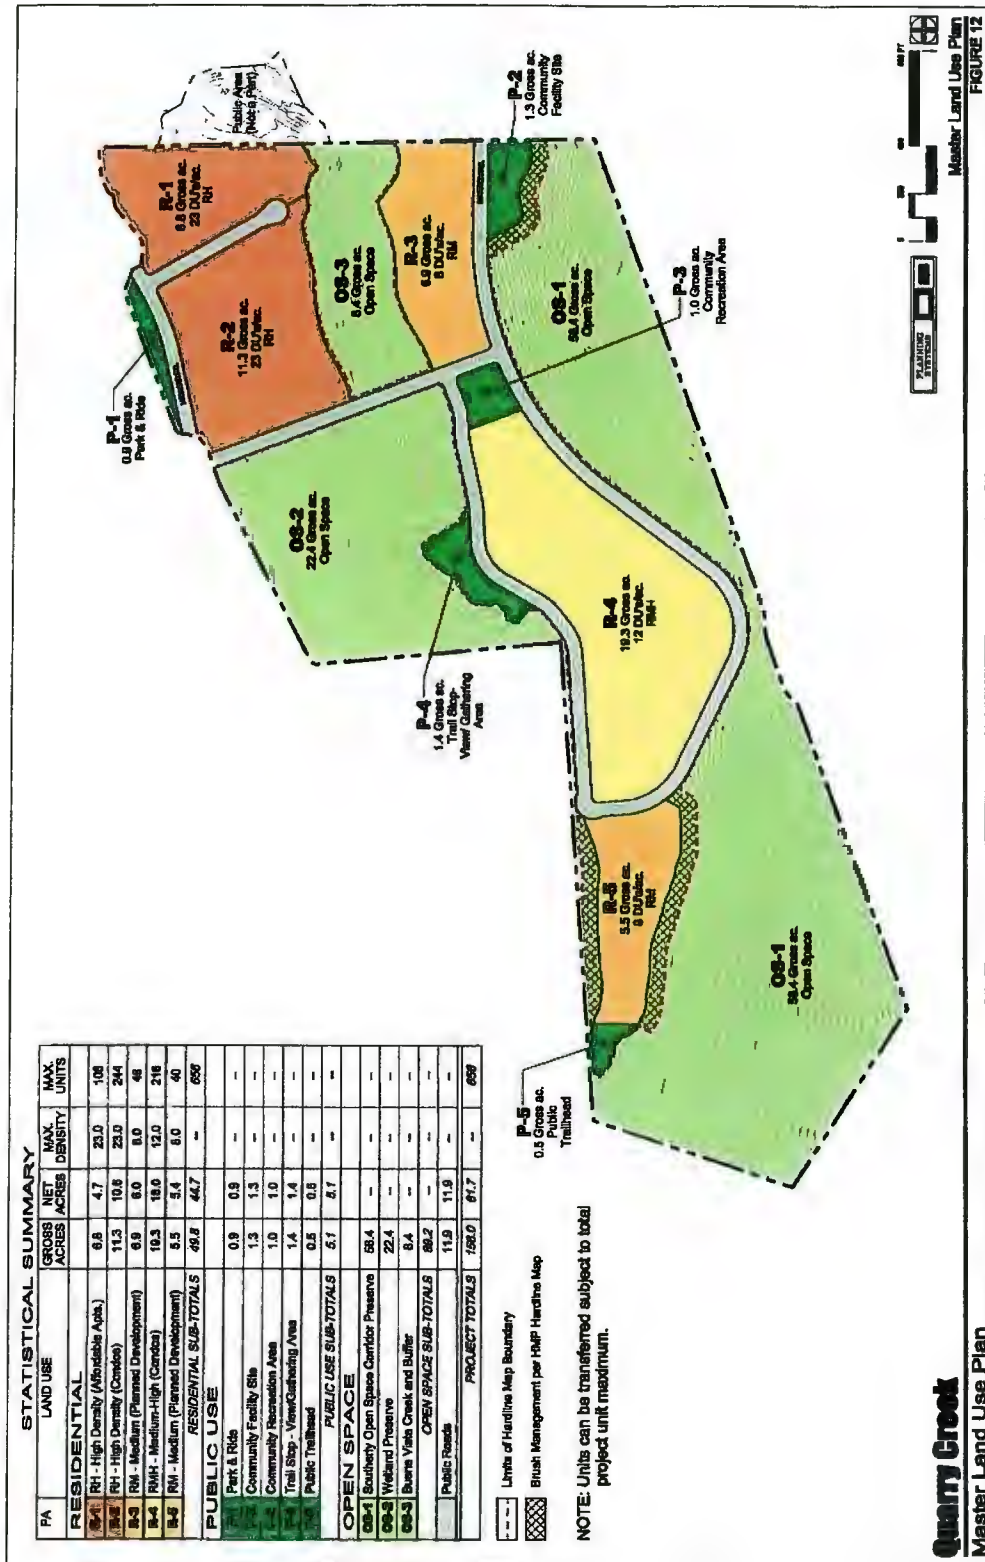 STATISTICAL SUMMARY
PA LAND USE GROSS ACRES NET ACRES MAX. DENSITY MAX. UNITS
RESIDENTIAL
R-1 RH - High Density (Affordable Apts.) 6.8 4.7 23.0 108
R-2 RH - High Density (Condos) 11.3 10.6 23.0 244
R-3 RM - Medium (Planned Development) 6.9 6.0 8.0 48
R-4 RMH - Medium-High (Condos) 19.3 18.0 12.0 216
R-5 RM - Medium (Planned Development) 5.5 5.4 8.0 40
RESIDENTIAL SUB-TOTALS 49.8 44.7 -- 656
PUBLIC USE
P-1 Park & Ride 0.9 0.9 -- --
Community Facility Site 1.3 1.3 -- --
Community Recreation Area 1.0 1.0 -- --
Trail Stop - View/Gathering Area 1.4 1.4 -- --
Public Trailhead 0.5 0.5 -- --
PUBLIC USE SUB-TOTALS 5.1 5.1 -- --
OPEN SPACE
OS-1 Southerly Open Space Corridor Preserve 58.4 -- -- --
OS-2 Wetland Preserve 22.4 -- -- --
OS-3 Buena Vista Creek and Buffer 8.4 -- -- --
OPEN SPACE SUB-TOTALS 89.2 -- -- --
Public Roads 11.9 11.9 -- --
PROJECT TOTALS 156.0 61.7 -- 656
Limits of Hardline Map Boundary
Brush Management per HMP Hardline Map
NOTE: Units can be transferred subject to total
project unit maximum.
P-1
0.9 Gross ac.
Park & Ride
R-1
6.8 Gross ac.
23 DU's/ac.
RH
Public Area
(Not a Part)
R-2
11.3 Gross ac.
23 DU's/ac.
RH
OS-3
8.4 Gross ac.
Open Space
R-3
6.9 Gross ac.
8 DU's/ac.
RM
P-2
1.3 Gross ac.
Community
Facility Site
OS-2
22.4 Gross ac.
Open Space
OS-1
58.4 Gross ac.
Open Space
P-3
1.0 Gross ac.
Community
Recreation Area
P-4
1.4 Gross ac.
Trail Stop-
View/ Gathering
Area
R-4
19.3 Gross ac.
12 DU's/ac.
RMH
R-5
5.5 Gross ac.
8 DU's/ac.
RM
P-5
0.5 Gross ac.
Public
Trailhead
OS-1
58.4 Gross ac.
Open Space
PLANNING
SYSTEMS
Quarry Creek
Master Land Use Plan
Master Land Use Plan
FIGURE 12